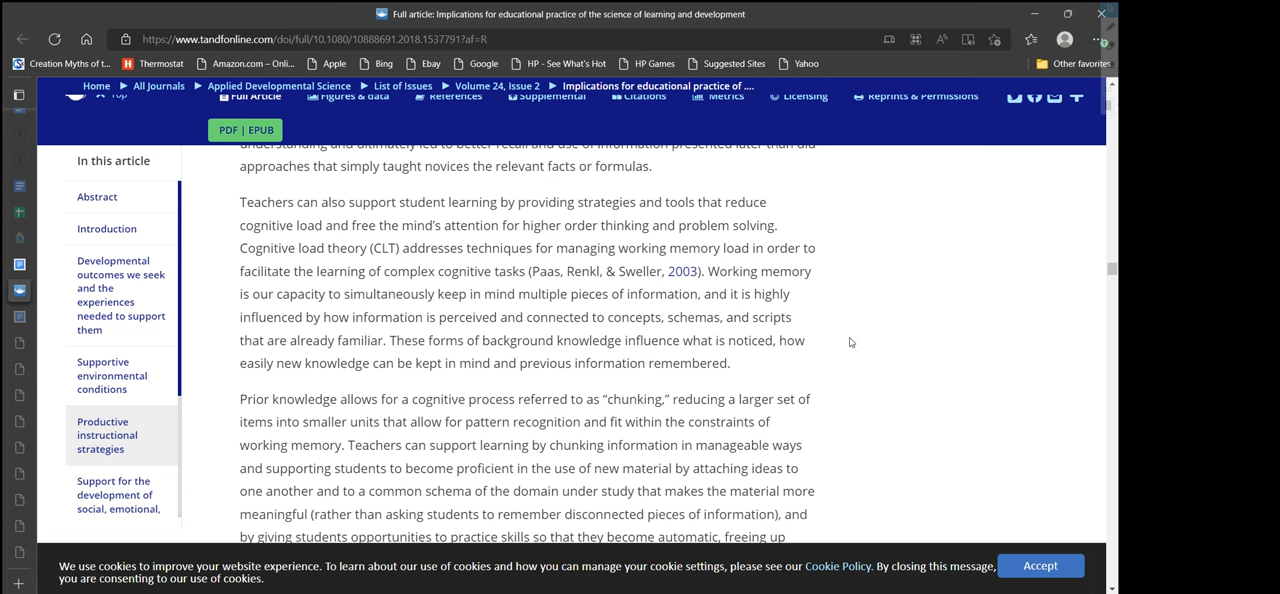 Full article: Implications for educational practice of the science of learning and development
https://www.tandfonline.com/doi/full/10.1080/10888691.2018.1537791?af=R
Creation Myths of t... Thermostat Amazon.com – Onli... Apple Bing Ebay Google HP - See What's Hot HP Games Suggested Sites Yahoo Other favorites
Home All Journals Applied Developmental Science List of Issues Volume 24, Issue 2 Implications for educational practice of ....
Top Full Article Figures & data References Supplemental Citations Metrics Licensing Reprints & Permissions
PDF | EPUB
In this article
Abstract
Introduction
Developmental
outcomes we seek
and the
experiences
needed to support
them
Supportive
environmental
conditions
Productive
instructional
strategies
Support for the
development of
social, emotional,
understanding and ultimately led to better recall and use of information presented later than did
approaches that simply taught novices the relevant facts or formulas.
Teachers can also support student learning by providing strategies and tools that reduce
cognitive load and free the mind's attention for higher order thinking and problem solving.
Cognitive load theory (CLT) addresses techniques for managing working memory load in order to
facilitate the learning of complex cognitive tasks (Paas, Renkl, & Sweller, 2003). Working memory
is our capacity to simultaneously keep in mind multiple pieces of information, and it is highly
influenced by how information is perceived and connected to concepts, schemas, and scripts
that are already familiar. These forms of background knowledge influence what is noticed, how
easily new knowledge can be kept in mind and previous information remembered.
Prior knowledge allows for a cognitive process referred to as “chunking,” reducing a larger set of
items into smaller units that allow for pattern recognition and fit within the constraints of
working memory. Teachers can support learning by chunking information in manageable ways
and supporting students to become proficient in the use of new material by attaching ideas to
one another and to a common schema of the domain under study that makes the material more
meaningful (rather than asking students to remember disconnected pieces of information), and
by giving students opportunities to practice skills so that they become automatic, freeing up
We use cookies to improve your website experience. To learn about our use of cookies and how you can manage your cookie settings, please see our Cookie Policy. By closing this message,
you are consenting to our use of cookies.
Accept